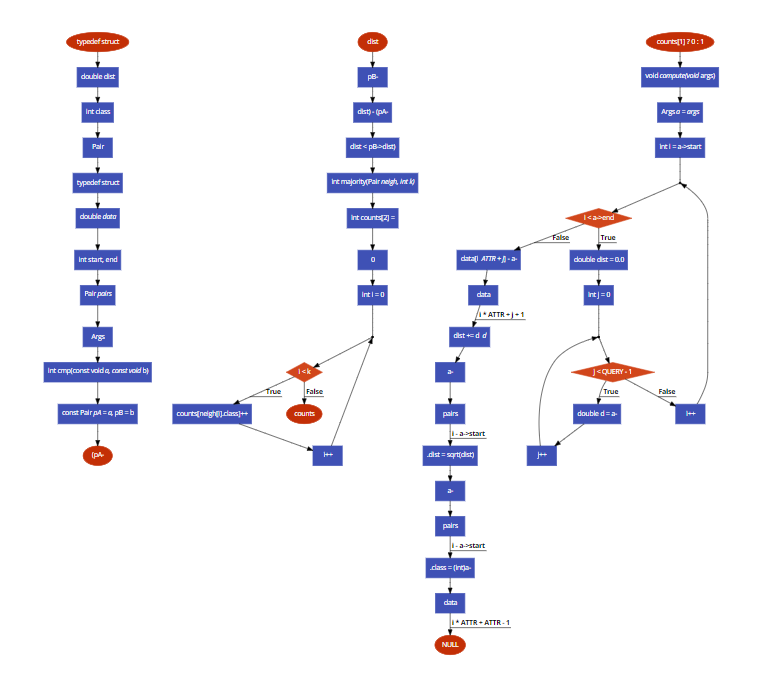 typedef struct
double dist
int class
Pair
typedef struct
double data
int start, end
Pair pairs
Args
int cmp(const void a, const void b)
const Pair pA = a, pB = b
(pA-
dist
pB-
dist) - (pA-
dist < pB->dist)
int majority(Pair neigh, int k)
int counts[2] =
0
int i = 0
i < k
True
False
counts[neigh[i].class]++
counts
i++
counts[1] ? 0 : 1
void compute(void args)
Args a = args
int i = a->start
i < a->end
False
True
data[i ATTR + j] - a-
data
i * ATTR + j + 1
dist += d d
a-
pairs
i - a->start
.dist = sqrt(dist)
a-
pairs
i - a->start
.class = (int)a-
data
i * ATTR + ATTR - 1
NULL
double dist = 0.0
int j = 0
j < QUERY - 1
True
False
double d = a-
i++
j++